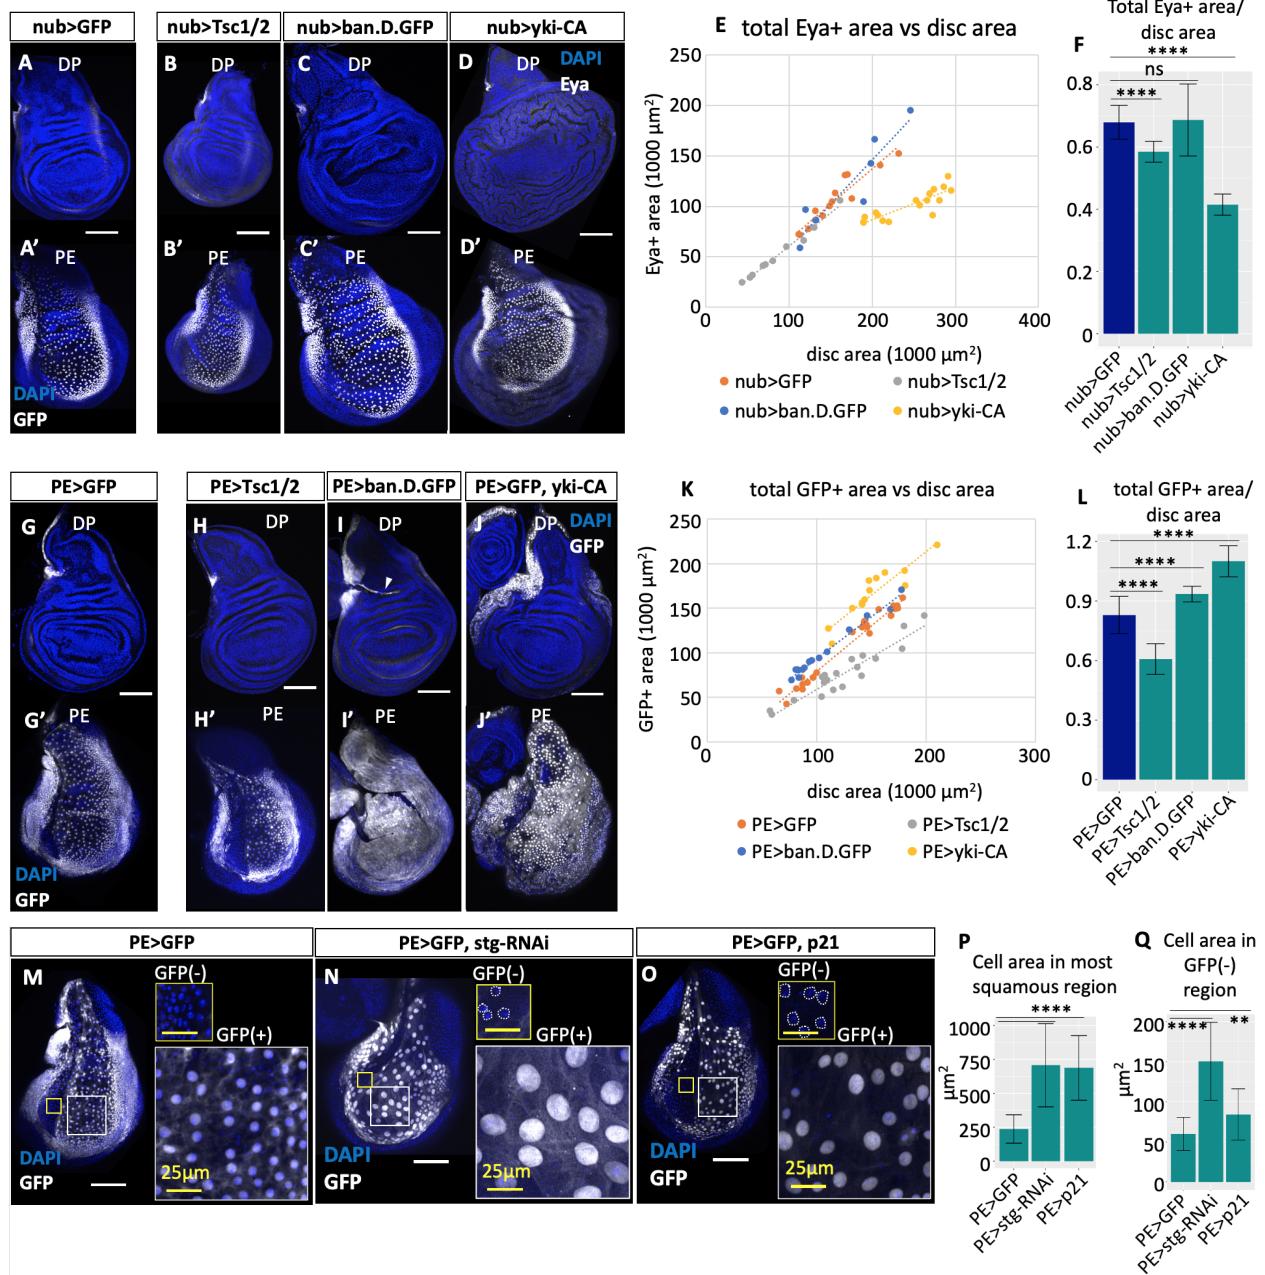 nub>GFP
nub>Tsc1/2
nub>ban.D.GFP
nub>yki-CA
A
DP
B
DP
C
DP
D
DP
DAPI
Eya
A'
PE
DAPI
GFP
B'
PE
C'
PE
D'
PE
E
total Eya+ area vs disc area
Eya+ area (1000 µm²)
250
200
150
100
50
0
0
100
200
300
400
disc area (1000 µm²)
nub>GFP
nub>Tsc1/2
nub>ban.D.GFP
nub>yki-CA
F
Total Eya+ area/
disc area
****
ns
****
0.8
0.6
0.4
0.2
0
nub>GFP
nub>Tsc1/2
nub>ban.D.GFP
nub>yki-CA
PE>GFP
PE>Tsc1/2
PE>ban.D.GFP
PE>GFP, yki-CA
G
DP
H
DP
I
DP
J
DP
DAPI
GFP
G'
PE
DAPI
GFP
H'
PE
I'
PE
J'
PE
K
total GFP+ area vs disc area
GFP+ area (1000 µm²)
250
200
150
100
50
0
0
100
200
300
disc area (1000 µm²)
PE>GFP
PE>Tsc1/2
PE>ban.D.GFP
PE>yki-CA
L
total GFP+ area/
disc area
****
****
****
1.2
0.9
0.6
0.3
0
PE>GFP
PE>Tsc1/2
PE>ban.D.GFP
PE>yki-CA
PE>GFP
PE>GFP, stg-RNAi
PE>GFP, p21
M
GFP(-)
GFP(+)
DAPI
GFP
25µm
N
GFP(-)
GFP(+)
DAPI
GFP
25µm
O
GFP(-)
GFP(+)
DAPI
GFP
25µm
P
Cell area in most
squamous region
****
µm²
1000
750
500
250
0
PE>GFP
PE>stg-RNAi
PE>p21
Q
Cell area in
GFP(-)
region
****
**
µm²
200
150
100
50
0
PE>GFP
PE>stg-RNAi
PE>p21